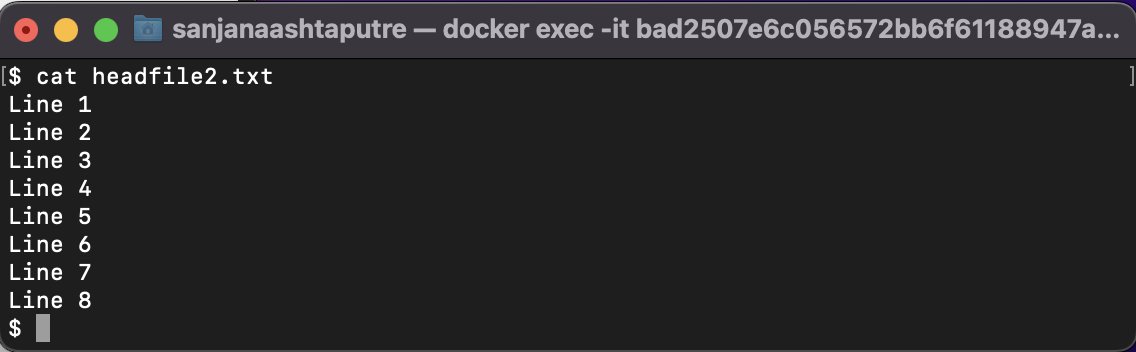 sanjanaashtaputre — docker exec -it bad2507e6c056572bb6f61188947a...
[$ cat headfile2.txt ]
Line 1
Line 2
Line 3
Line 4
Line 5
Line 6
Line 7
Line 8
$